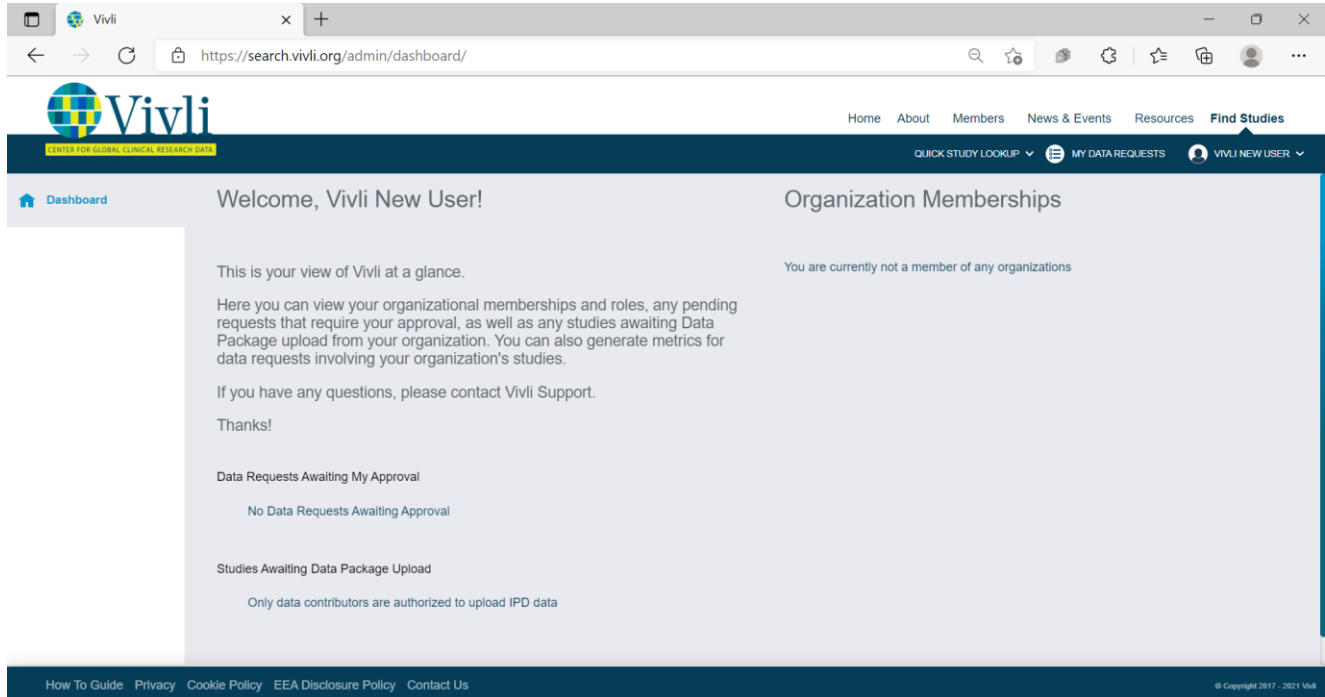 Vivli
https://search.vivli.org/admin/dashboard/
Vivli
CENTER FOR GLOBAL CLINICAL RESEARCH DATA
Home About Members News & Events Resources Find Studies
QUICK STUDY LOOKUP MY DATA REQUESTS VIVLI NEW USER
Dashboard
Welcome, Vivli New User!
This is your view of Vivli at a glance.
Here you can view your organizational memberships and roles, any pending
requests that require your approval, as well as any studies awaiting Data
Package upload from your organization. You can also generate metrics for
data requests involving your organization's studies.
If you have any questions, please contact Vivli Support.
Thanks!
Data Requests Awaiting My Approval
No Data Requests Awaiting Approval
Studies Awaiting Data Package Upload
Only data contributors are authorized to upload IPD data
Organization Memberships
You are currently not a member of any organizations
How To Guide Privacy Cookie Policy EEA Disclosure Policy Contact Us
© Copyright 2017 - 2021 Vivli